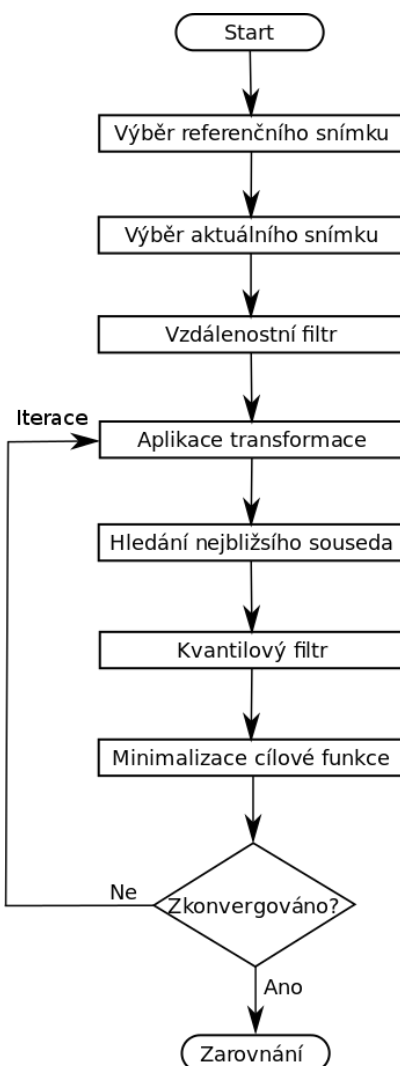 Start
Výběr referenčního snímku
Výběr aktuálního snímku
Vzdálenostní filtr
Iterace
Aplikace transformace
Hledání nejbližsího souseda
Kvantilový filtr
Minimalizace cílové funkce
Ne
Zkonvergováno?
Ano
Zarovnání